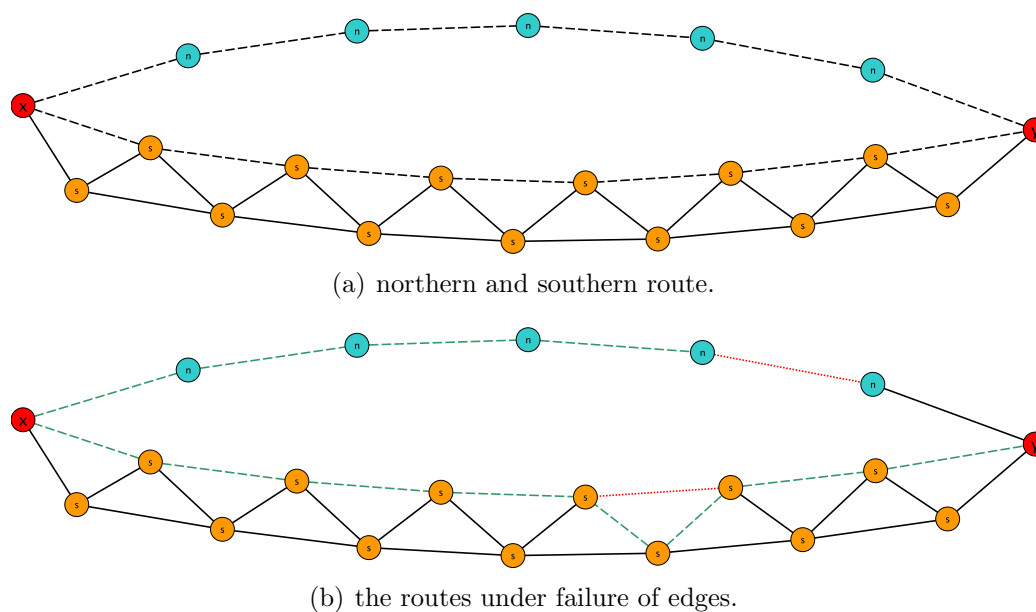 n n n n n
x y
s s s s s s
s s s s s s s
(a) northern and southern route.
n n n n n
x y
s s s s s s
s s s s s s s
(b) the routes under failure of edges.